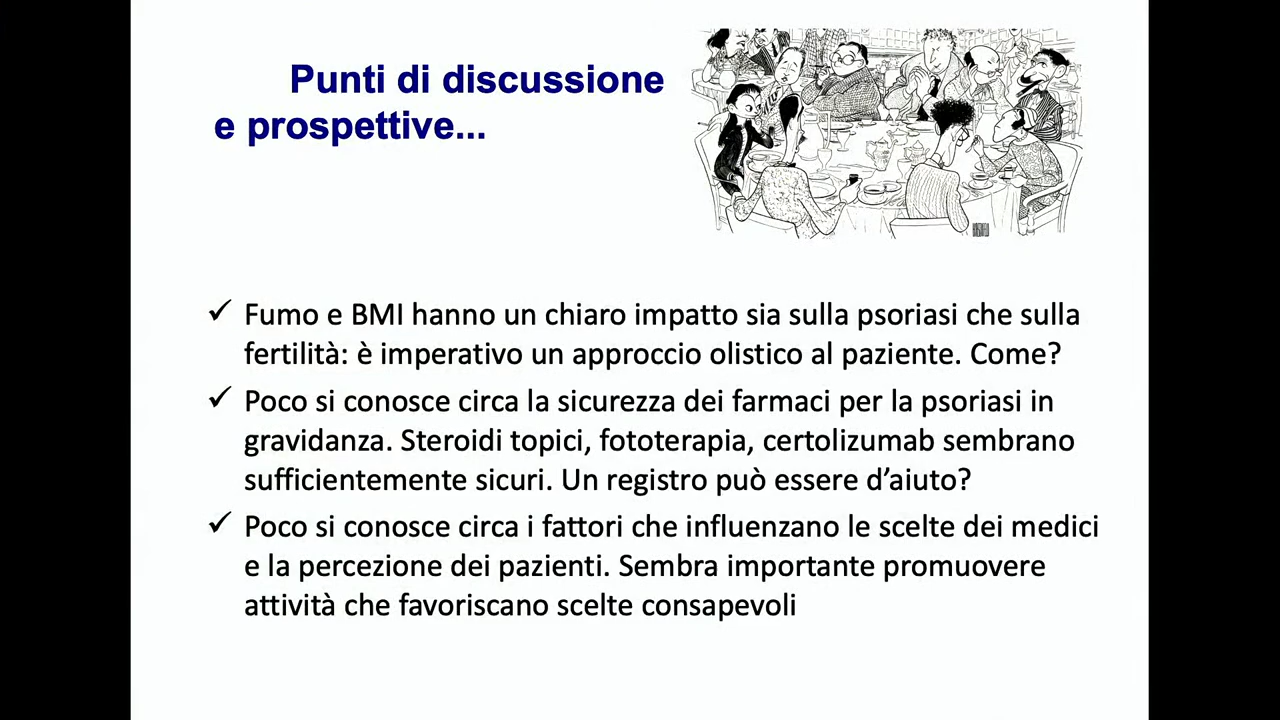 Punti di discussione
e prospettive...
✓ Fumo e BMI hanno un chiaro impatto sia sulla psoriasi che sulla
fertilità: è imperativo un approccio olistico al paziente. Come?
✓ Poco si conosce circa la sicurezza dei farmaci per la psoriasi in
gravidanza. Steroidi topici, fototerapia, certolizumab sembrano
sufficientemente sicuri. Un registro può essere d’aiuto?
✓ Poco si conosce circa i fattori che influenzano le scelte dei medici
e la percezione dei pazienti. Sembra importante promuovere
attività che favoriscano scelte consapevoli